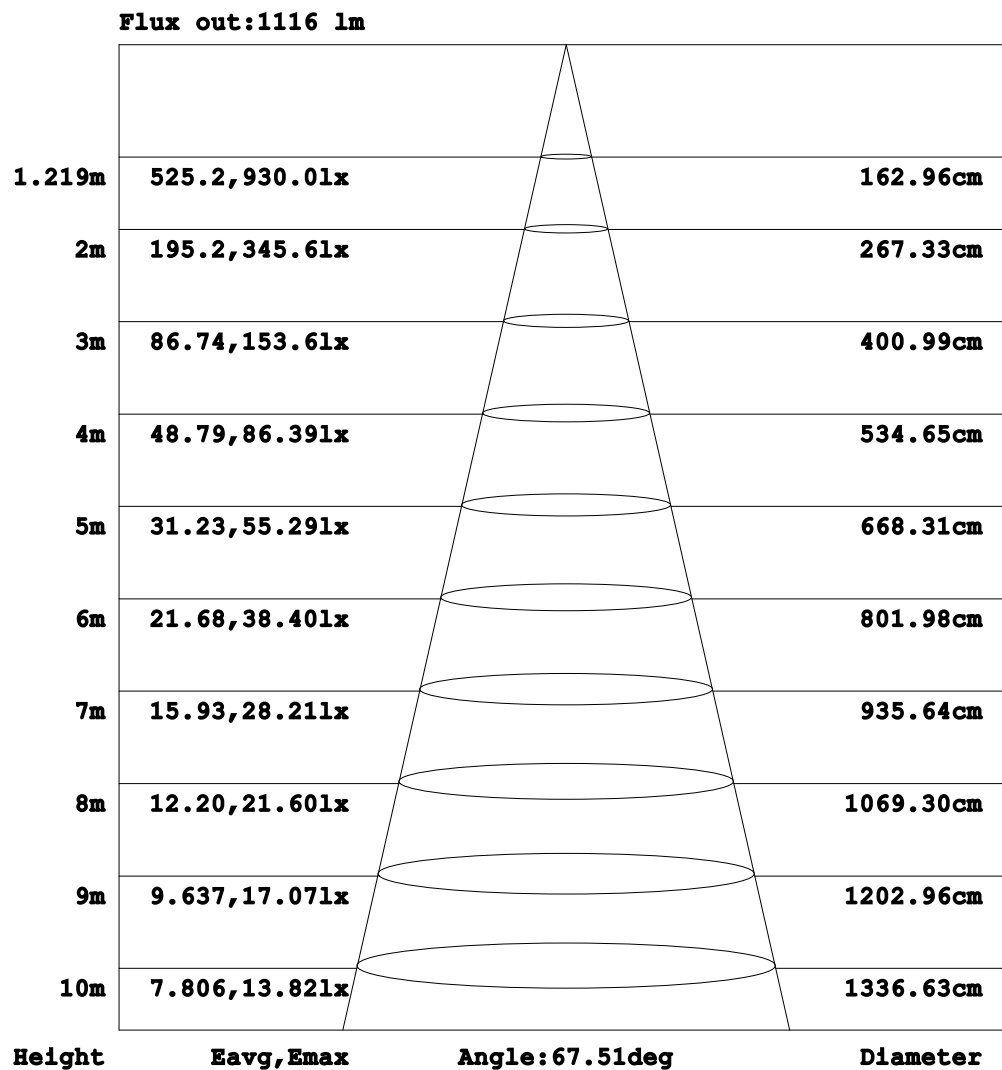 Flux out:1116 lm
1.219m 525.2,930.0lx 162.96cm
2m 195.2,345.6lx 267.33cm
3m 86.74,153.6lx 400.99cm
4m 48.79,86.39lx 534.65cm
5m 31.23,55.29lx 668.31cm
6m 21.68,38.40lx 801.98cm
7m 15.93,28.21lx 935.64cm
8m 12.20,21.60lx 1069.30cm
9m 9.637,17.07lx 1202.96cm
10m 7.806,13.82lx 1336.63cm
Height Eavg,Emax Angle:67.51deg Diameter